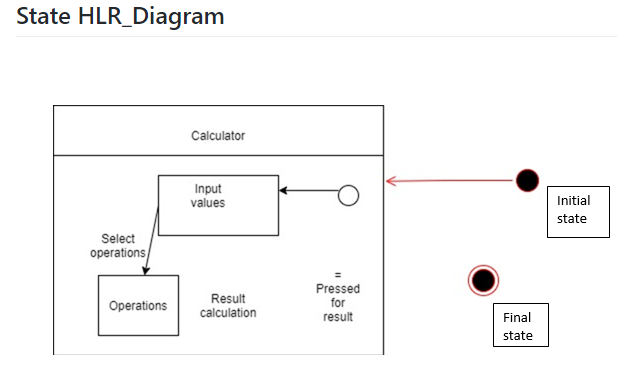 State HLR_Diagram
Calculator
Input
values
Initial
state
Select
operations
=
Pressed
for
result
Operations
Result
calculation
Final
state